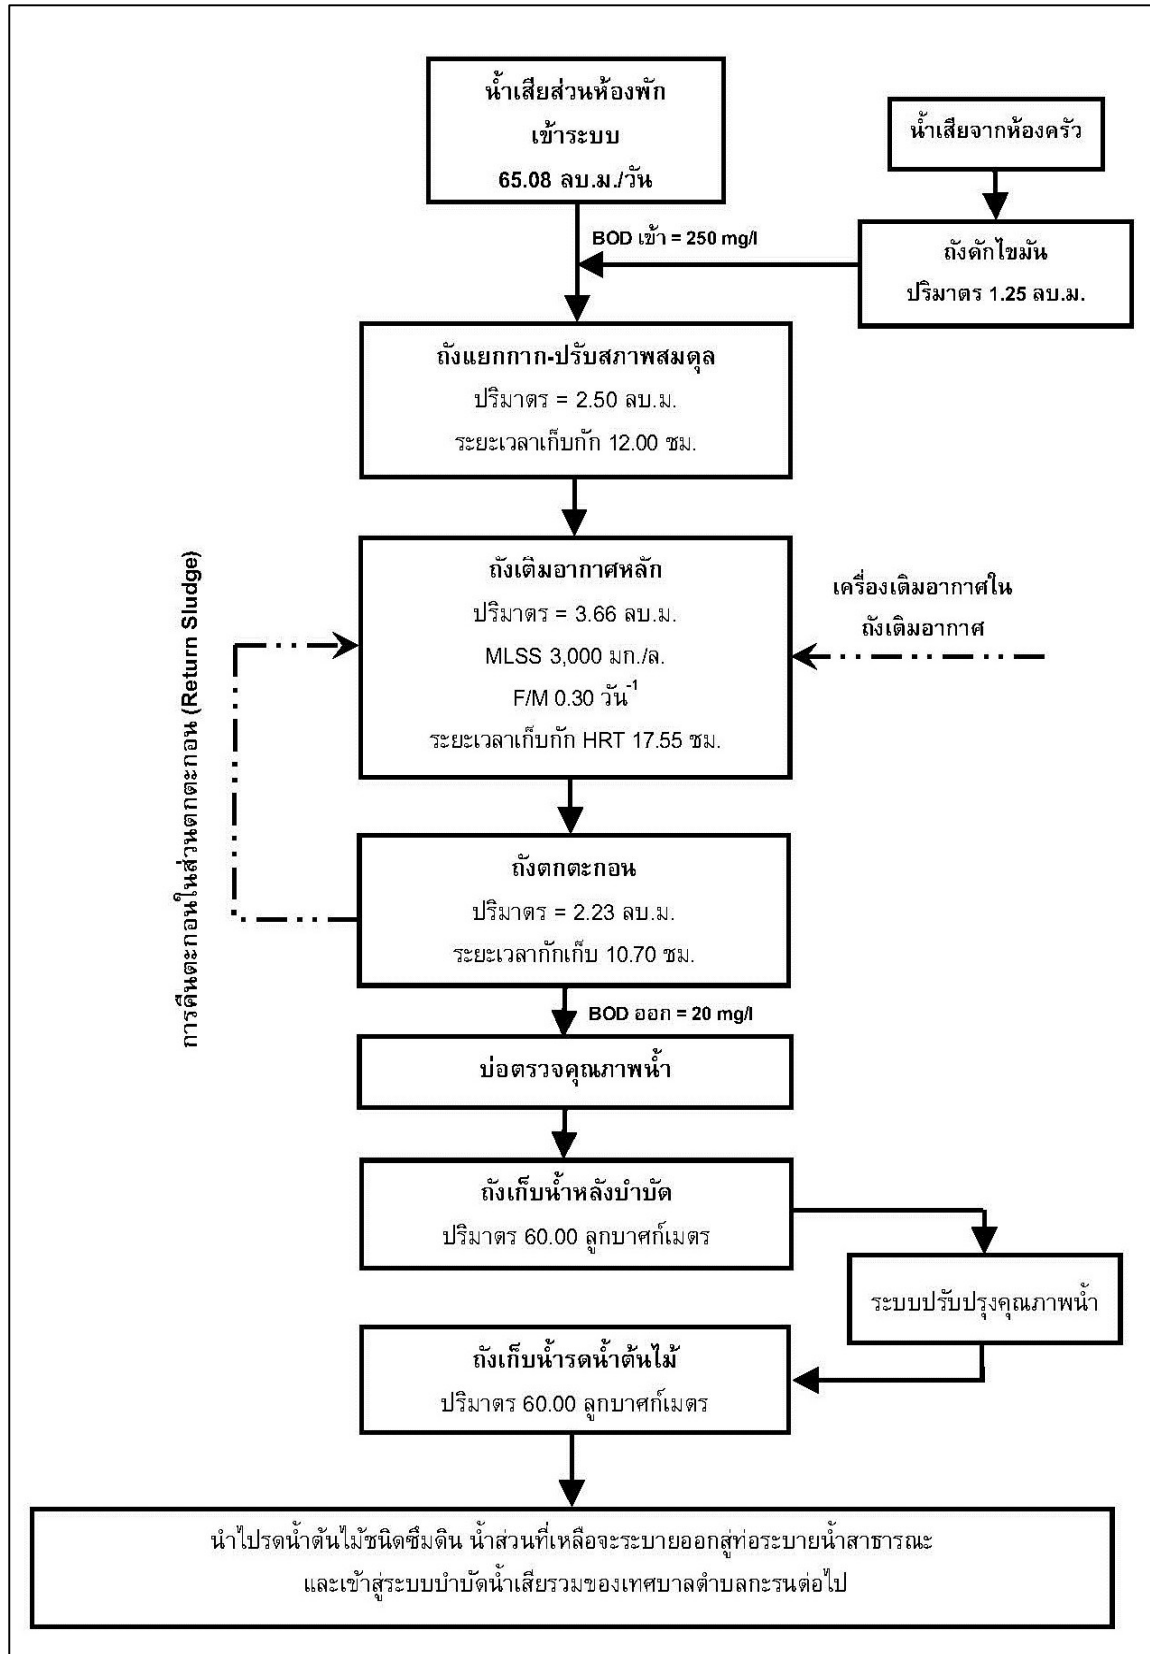 น้ำเสียส่วนห้องพัก
เข้าระบบ
65.08 ลบ.ม./วัน
น้ำเสียจากห้องครัว
BOD เข้า = 250 mg/l
ถังดักไขมัน
ปริมาตร 1.25 ลบ.ม.
ถังแยกกาก-ปรับสภาพสมดุล
ปริมาตร = 2.50 ลบ.ม.
ระยะเวลาเก็บกัก 12.00 ชม.
ถังเติมอากาศหลัก
ปริมาตร = 3.66 ลบ.ม.
MLSS 3,000 มก./ล.
F/M 0.30 วัน⁻¹
ระยะเวลาเก็บกัก HRT 17.55 ชม.
เครื่องเติมอากาศใน
ถังเติมอากาศ
การคืนตะกอนในส่วนตกตะกอน (Return Sludge)
ถังตกตะกอน
ปริมาตร = 2.23 ลบ.ม.
ระยะเวลากักเก็บ 10.70 ชม.
BOD ออก = 20 mg/l
บ่อตรวจคุณภาพน้ำ
ถังเก็บน้ำหลังบำบัด
ปริมาตร 60.00 ลูกบาศก์เมตร
ระบบปรับปรุงคุณภาพน้ำ
ถังเก็บน้ำรดน้ำต้นไม้
ปริมาตร 60.00 ลูกบาศก์เมตร
นำไปรดน้ำต้นไม้ชนิดซึมดิน น้ำส่วนที่เหลือจะระบายออกสู่ท่อระบายน้ำสาธารณะ
และเข้าสู่ระบบบำบัดน้ำเสียรวมของเทศบาลตำบลกะรนต่อไป